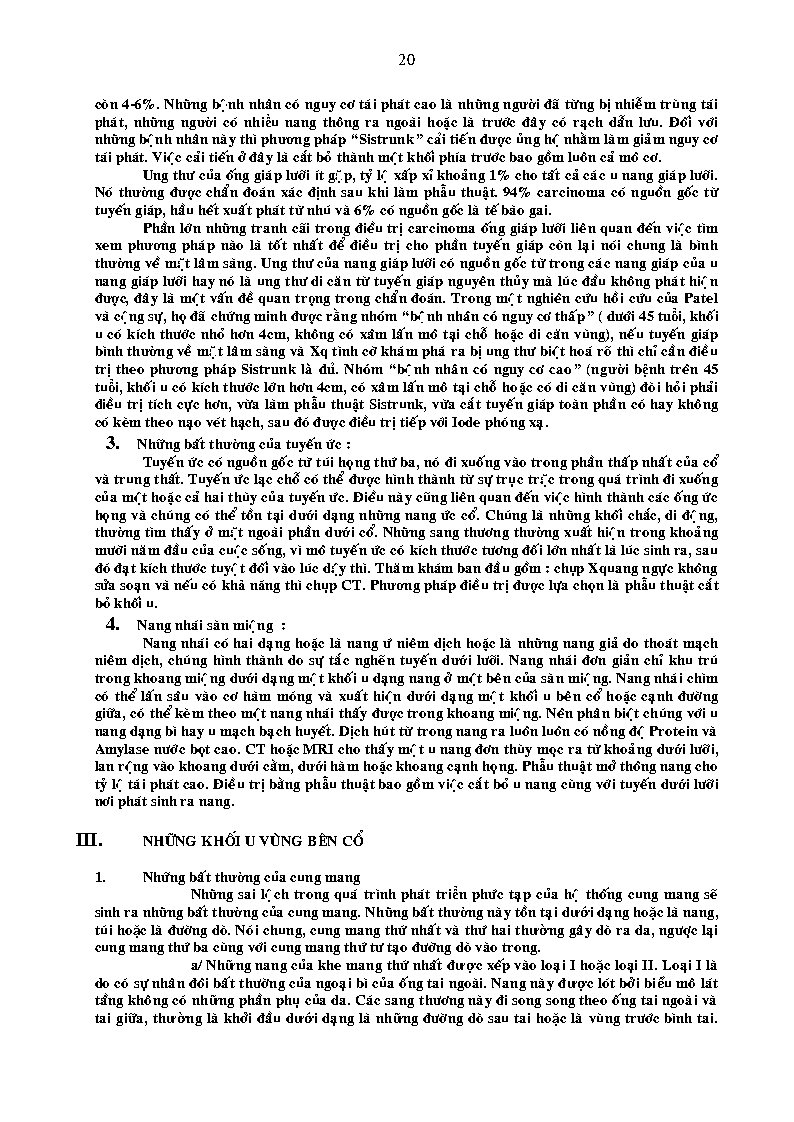 20
còn 4-6%. Những bệnh nhân có nguy cơ tái phát cao là những người đã từng bị nhiễm trùng tái
phát, những người có nhiều nang thông ra ngoài hoặc là trước đây có rạch dẫn lưu. Đối với
những bệnh nhân này thì phương pháp “Sistrunk” cải tiến được ủng hộ nhằm làm giảm nguy cơ
tái phát. Việc cải tiến ở đây là cắt bỏ thành một khối phía trước bao gồm luôn cả mô cơ.
Ung thư của ống giáp lưỡi ít gặp, tỷ lệ xấp xỉ khoảng 1% cho tất cả các u nang giáp lưỡi.
Nó thường được chẩn đoán xác định sau khi làm phẫu thuật. 94% carcinoma có nguồn gốc từ
tuyến giáp, hầu hết xuất phát từ nhú và 6% có nguồn gốc là tế bào gai.
Phần lớn những tranh cãi trong điều trị carcinoma ống giáp lưỡi liên quan đến việc tìm
xem phương pháp nào là tốt nhất để điều trị cho phần tuyến giáp còn lại nói chung là bình
thường về mặt lâm sàng. Ung thư của nang giáp lưỡi có nguồn gốc từ trong các nang giáp của u
nang giáp lưỡi hay nó là ung thư di căn từ tuyến giáp nguyên thủy mà lúc đầu không phát hiện
được, đây là một vấn đề quan trọng trong chẩn đoán. Trong một nghiên cứu hồi cứu của Patel
và cộng sự, họ đã chứng minh được rằng nhóm “bệnh nhân có nguy cơ thấp” ( dưới 45 tuổi, khối
u có kích thước nhỏ hơn 4cm, không có xâm lấn mô tại chỗ hoặc di căn vùng), nếu tuyến giáp
bình thường về mặt lâm sàng và Xq tình cờ khám phá ra bị ung thư biệt hoá rõ thì chỉ cần điều
trị theo phương pháp Sistrunk là đủ. Nhóm “bệnh nhân có nguy cơ cao” (người bệnh trên 45
tuổi, khối u có kích thước lớn hơn 4cm, có xâm lấn mô tại chỗ hoặc có di căn vùng) đòi hỏi phải
điều trị tích cực hơn, vừa làm phẫu thuật Sistrunk, vừa cắt tuyến giáp toàn phần có hay không
có kèm theo nạo vét hạch, sau đó được điều trị tiếp với Iode phóng xạ.
3. Những bất thường của tuyến ức :
Tuyến ức có nguồn gốc từ túi họng thứ ba, nó đi xuống vào trong phần thấp nhất của cổ
và trung thất. Tuyến ức lạc chỗ có thể được hình thành từ sự trục trặc trong quá trình đi xuống
của một hoặc cả hai thùy của tuyến ức. Điều này cũng liên quan đến việc hình thành các ống ức
họng và chúng có thể tồn tại dưới dạng những nang ức cổ. Chúng là những khối chắc, di động,
thường tìm thấy ở mặt ngoài phần dưới cổ. Những sang thương thường xuất hiện trong khoảng
mười năm đầu của cuộc sống, vì mô tuyến ức có kích thước tương đối lớn nhất là lúc sinh ra, sau
đó đạt kích thước tuyệt đối vào lúc dậy thì. Thăm khám ban đầu gồm : chụp Xquang ngực không
sửa soạn và nếu có khả năng thì chụp CT. Phương pháp điều trị được lựa chọn là phẫu thuật cắt
bỏ khối u.
4. Nang nhái sàn miệng :
Nang nhái có hai dạng hoặc là nang ứ niêm dịch hoặc là những nang giả do thoát mạch
niêm dịch, chúng hình thành do sự tắc nghẽn tuyến dưới lưỡi. Nang nhái đơn giản chỉ khu trú
trong khoang miệng dưới dạng một khối u dạng nang ở một bên của sàn miệng. Nang nhái chìm
có thể lấn sâu vào cơ hàm móng và xuất hiện dưới dạng một khối u bên cổ hoặc cạnh đường
giữa, có thể kèm theo một nang nhái thấy được trong khoang miệng. Nên phân biệt chúng với u
nang dạng bì hay u mạch bạch huyết. Dịch hút từ trong nang ra luôn luôn có nồng độ Protein và
Amylase nước bọt cao. CT hoặc MRI cho thấy một u nang đơn thùy mọc ra từ khoảng dưới lưỡi,
lan rộng vào khoang dưới cằm, dưới hàm hoặc khoang cạnh họng. Phẫu thuật mở thông nang cho
tỷ lệ tái phát cao. Điều trị bằng phẫu thuật bao gồm việc cắt bỏ u nang cùng với tuyến dưới lưỡi
nơi phát sinh ra nang.
III. NHỮNG KHỐI U VÙNG BÊN CỔ
1. Những bất thường của cung mang
Những sai lệch trong quá trình phát triển phức tạp của hệ thống cung mang sẽ
sinh ra những bất thường của cung mang. Những bất thường này tồn tại dưới dạng hoặc là nang,
túi hoặc là đường dò. Nói chung, cung mang thứ nhất và thứ hai thường gây dò ra da, ngược lại
cung mang thứ ba cùng với cung mang thứ tư tạo đường dò vào trong.
a/ Những nang của khe mang thứ nhất được xếp vào loại I hoặc loại II. Loại I là
do có sự nhân đôi bất thường của ngoại bì của ống tai ngoài. Nang này được lót bởi biểu mô lát
tầng không có những phần phụ của da. Các sang thương này đi song song theo ống tai ngoài và
tai giữa, thường là khởi đầu dưới dạng là những đường dò sau tai hoặc là vùng trước bình tai.